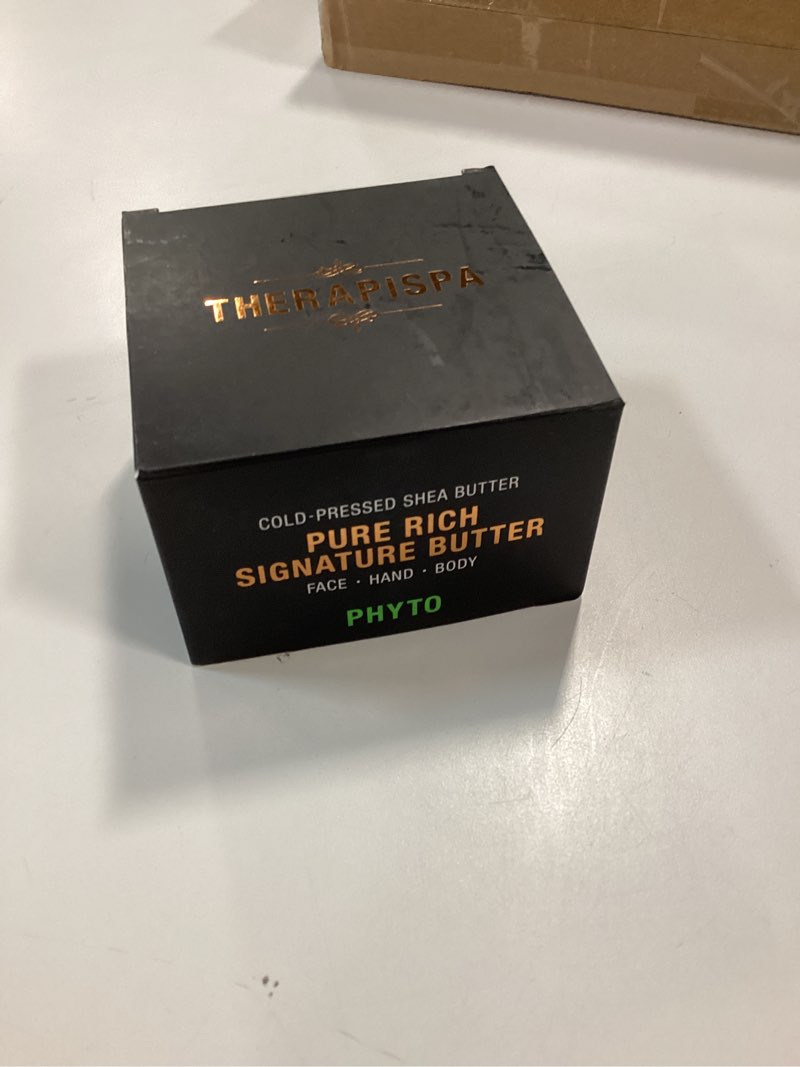 THERAPISPA
COLD-PRESSED SHEA BUTTER
PURE RICH
SIGNATURE BUTTER
FACE · HAND · BODY
PHYTO